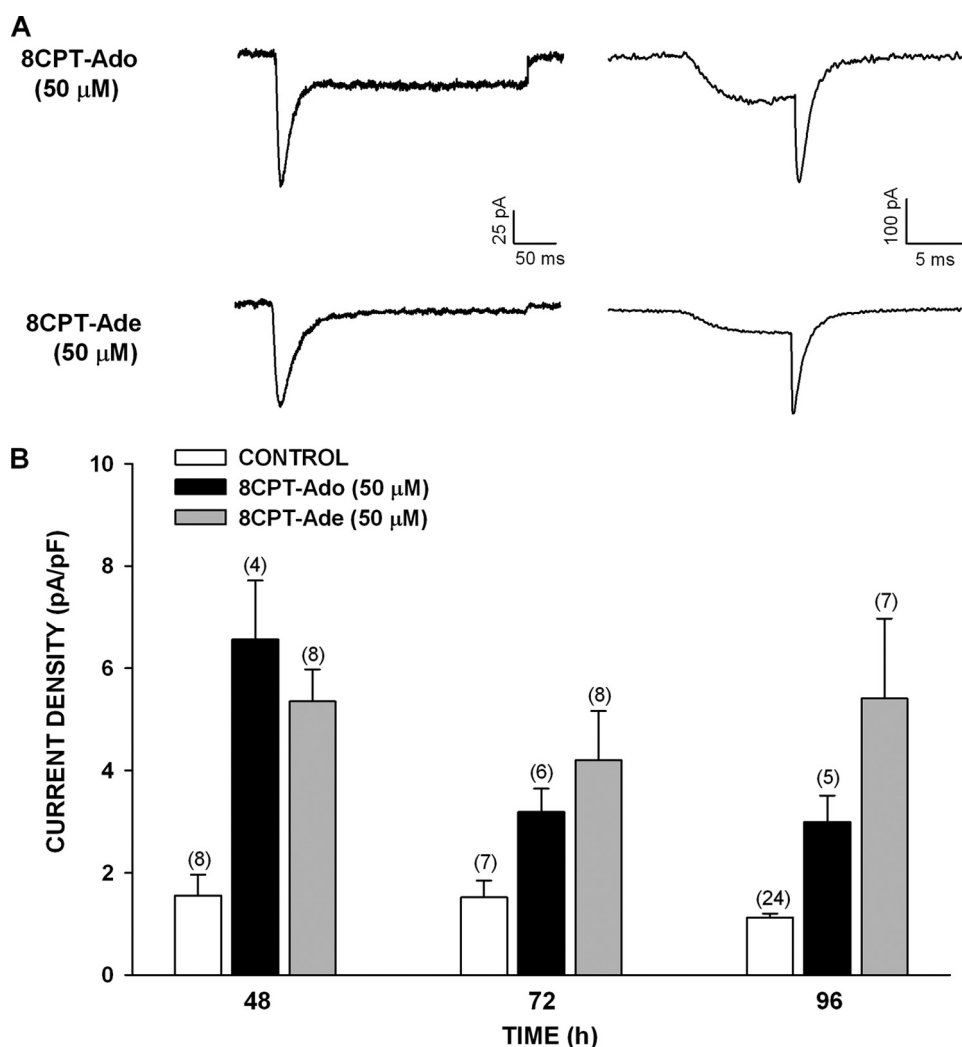 A
8CPT-Ado
(50 μM)
25 pA
50 ms
100 pA
5 ms
8CPT-Ade
(50 μM)
B
CONTROL
8CPT-Ado (50 μM)
8CPT-Ade (50 μM)
CURRENT DENSITY (pA/pF)
10
8
6
4
2
0
(8)
(4)
(8)
(7)
(6)
(8)
(24)
(5)
(7)
48
72
96
TIME (h)